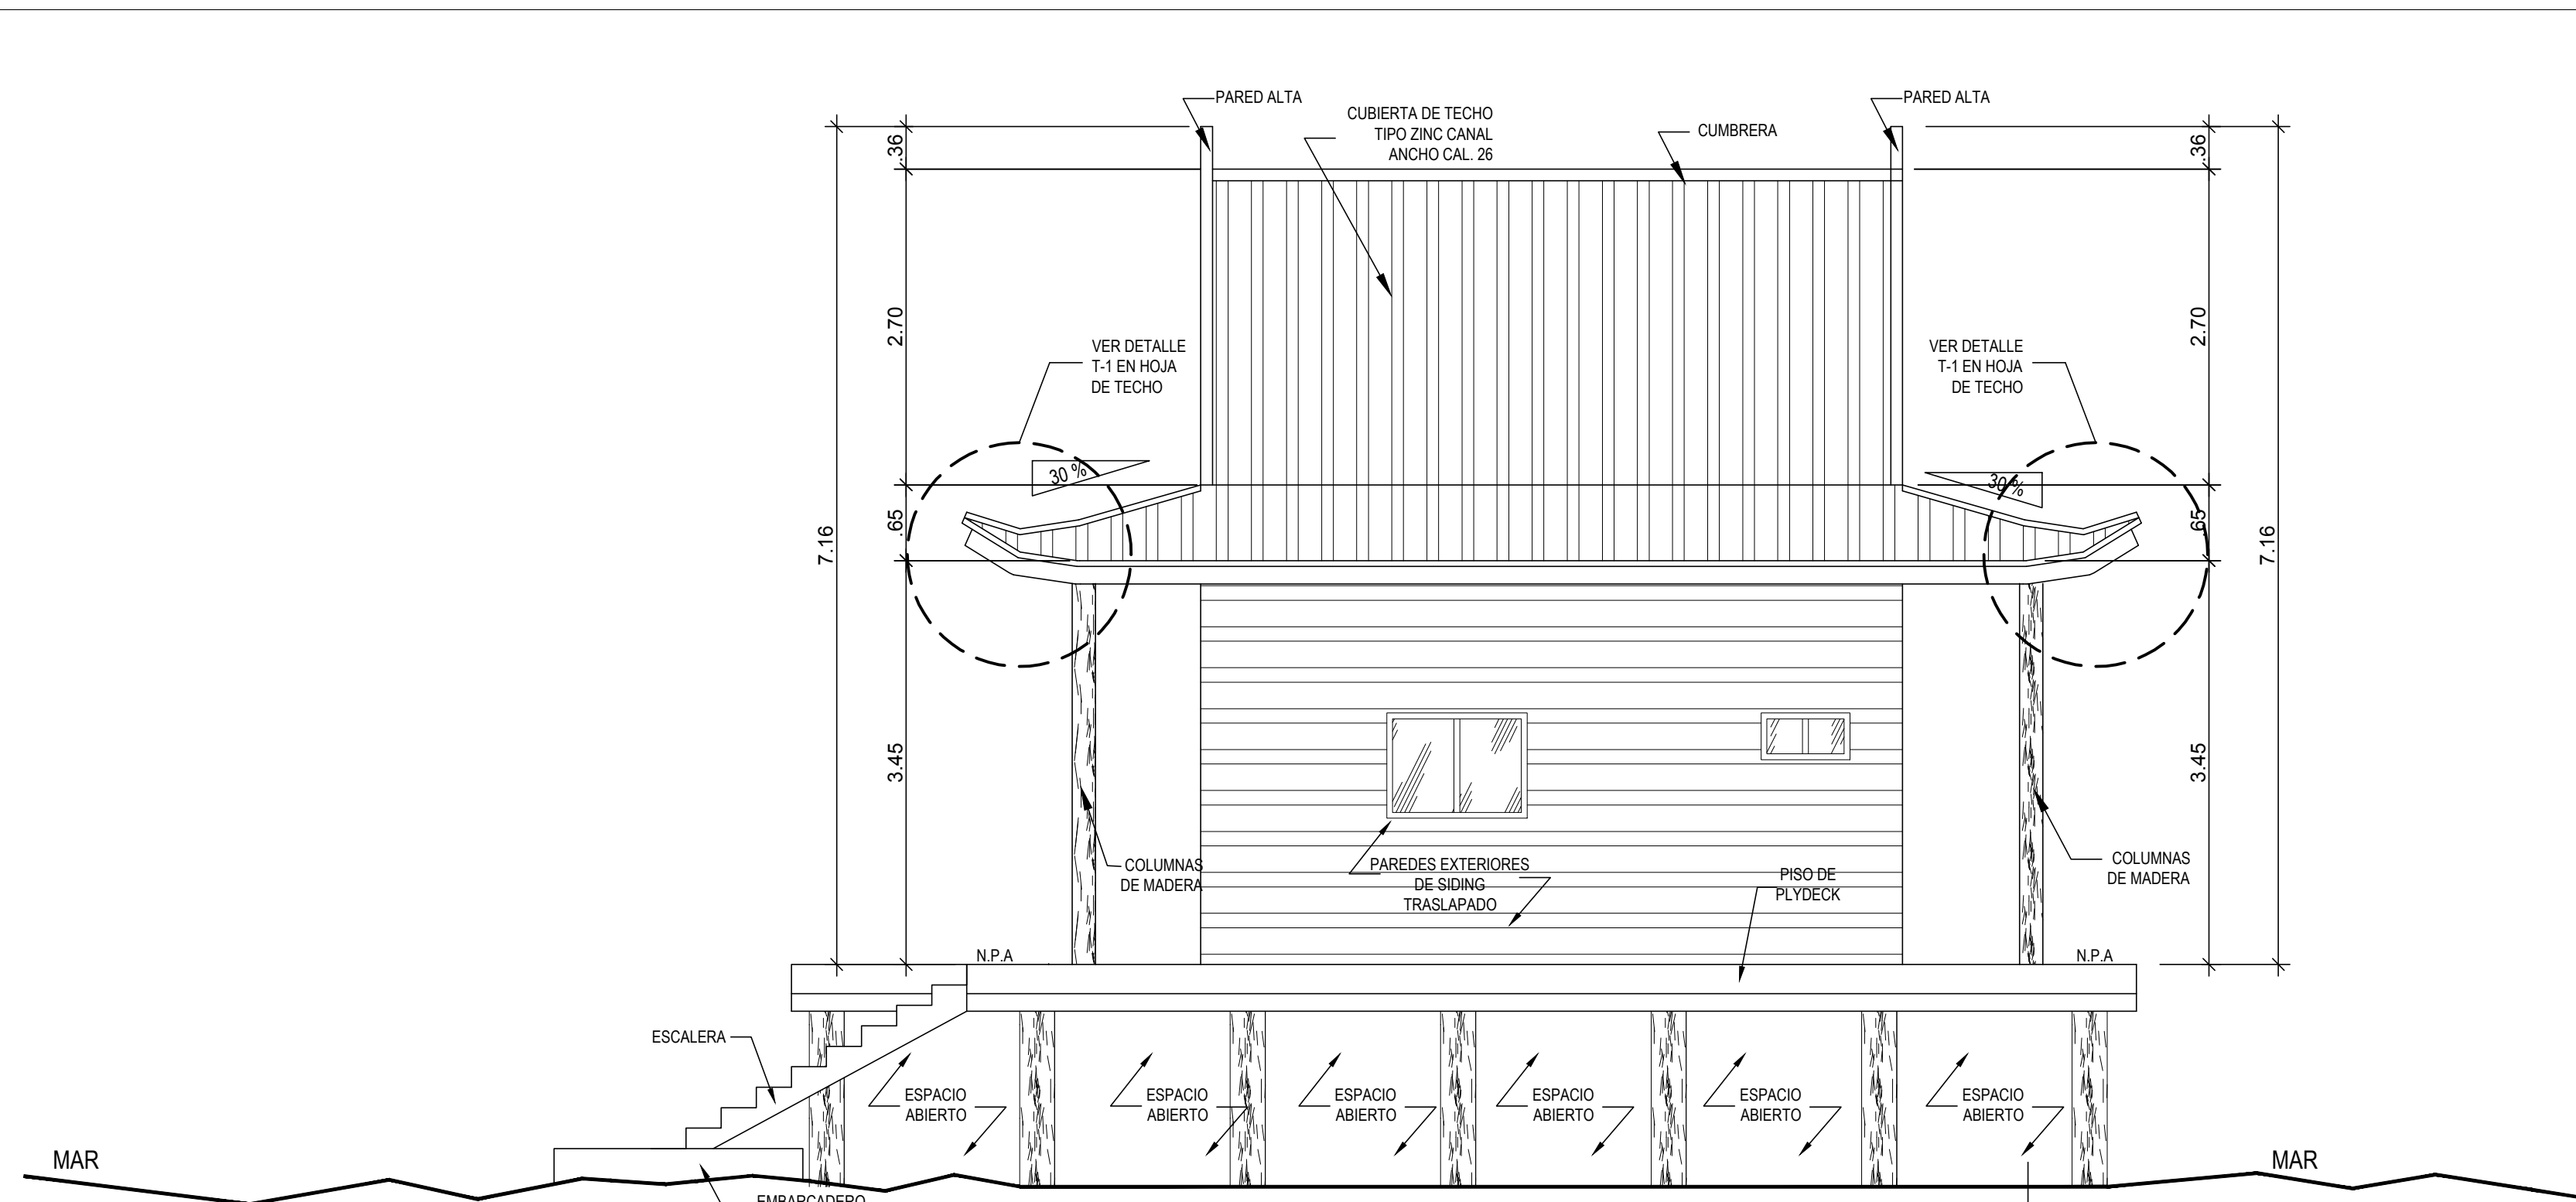 PARED ALTA
PARED ALTA
CUBIERTA DE TECHO
TIPO ZINC CANAL
ANCHO CAL. 26
CUMBRERA
.36
.36
2.70
2.70
VER DETALLE
T-1 EN HOJA
DE TECHO
VER DETALLE
T-1 EN HOJA
DE TECHO
30 %
30 %
.65
.65
7.16
7.16
3.45
3.45
COLUMNAS
DE MADERA
PAREDES EXTERIORES
DE SIDING
TRASLAPADO
PISO DE
PLYDECK
COLUMNAS
DE MADERA
N.P.A
N.P.A
ESCALERA
ESPACIO
ABIERTO
ESPACIO
ABIERTO
ESPACIO
ABIERTO
ESPACIO
ABIERTO
ESPACIO
ABIERTO
ESPACIO
ABIERTO
MAR
MAR
EMBARCADERO